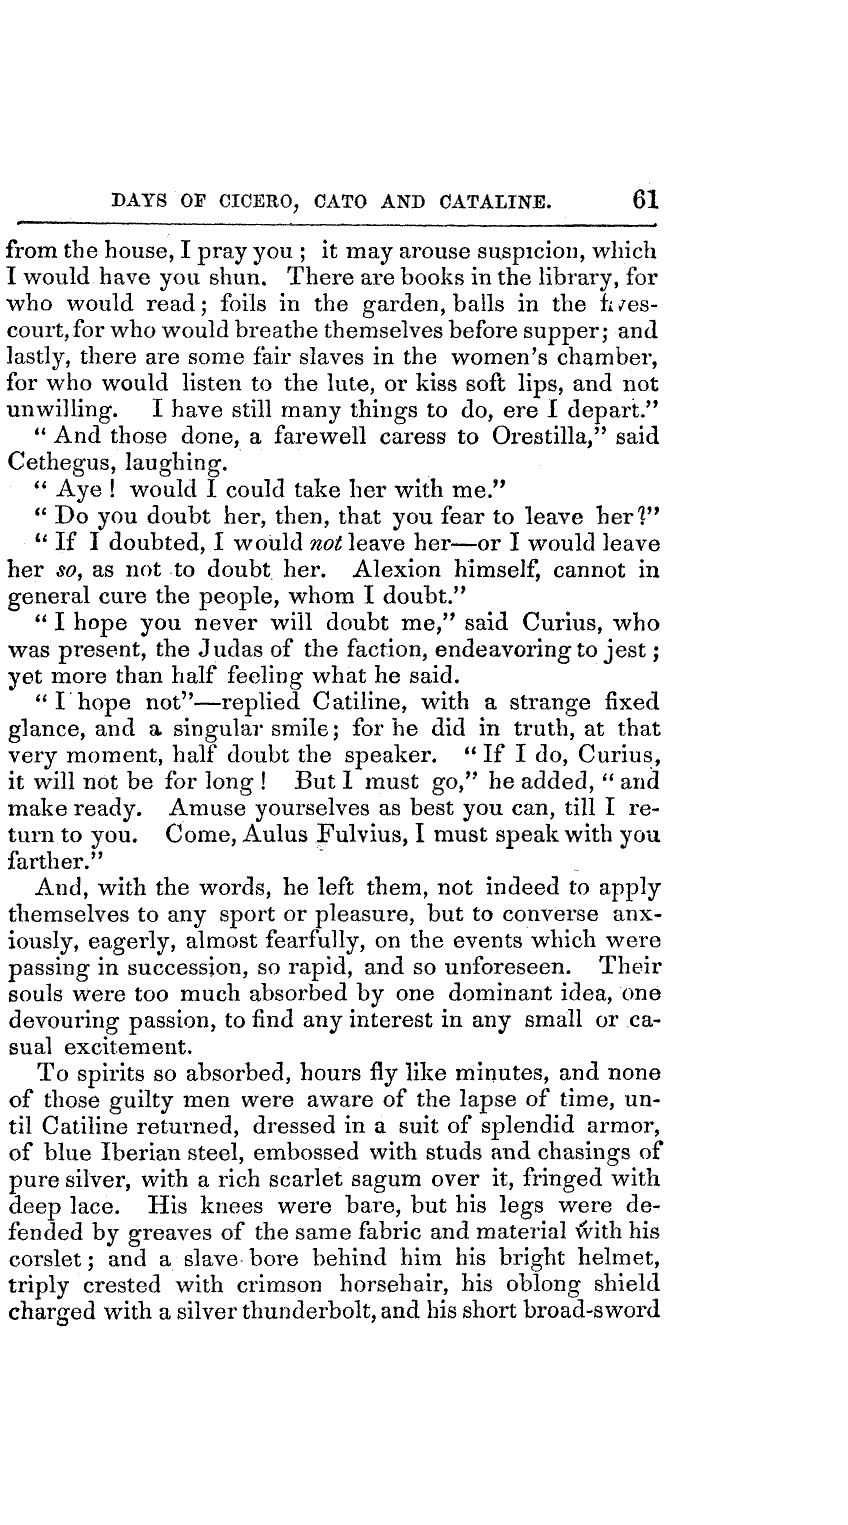 DAYS OF CICERO, CATO AND CATALINE. 61
from the house, I pray you ; it may arouse suspicion, which
I would have you shun. There are books in the library, for
who would read ; foils in the garden, balls in the
court, for who would breathe themselves before supper; and
lastly, there are some fair slaves in the women's chamber,
for who would listen to the lute, or kiss soft lips, and not
unwilling. I have still many things to do, ere I depart."
" And those done, a farewell caress to Orestilla," said
Cethegus, laughing.
" Aye ! would I could take her with me."
" Do you doubt her, then, that you fear to leave her?"
" If I doubted, I would not leave her—or I would leave
her so, as not to doubt her. Alexion himself, cannot in
general cure the people, whom I doubt."
" I hope you never will doubt me," said Curius, who
was present, the Judas of the faction, endeavoring to jest ;
yet more than half feeling what he said.
" I hope not"—replied Catiline, with a strange fixed
glance, and a singular smile; for he did in truth, at that
very moment, half doubt the speaker. " If I do, Curius,
it will not be for long ! But I must go," he added, " and
make ready. Amuse yourselves as best you can, till I re-
turn to you. Come, Aulus Fulvius, I must speak with you
farther."
And, with the words, he left them, not indeed to apply
themselves to any sport or pleasure, but to converse anx-
iously, eagerly, almost fearfully, on the events which were
passing in succession, so rapid, and so unforeseen. Their
souls were too much absorbed by one dominant idea, one
devouring passion, to find any interest in any small or ca-
sual excitement.
To spirits so absorbed, hours fly like minutes, and none
of those guilty men were aware of the lapse of time, un-
til Catiline returned, dressed in a suit of splendid armor,
of blue Iberian steel, embossed with studs and chasings of
pure silver, with a rich scarlet sagum over it, fringed with
deep lace. His knees were bare, but his legs were de-
fended by greaves of the same fabric and material with his
corslet ; and a slave bore behind him his bright helmet,
triply crested with crimson horsehair, his oblong shield
charged with a silver thunderbolt, and his short broad-sword